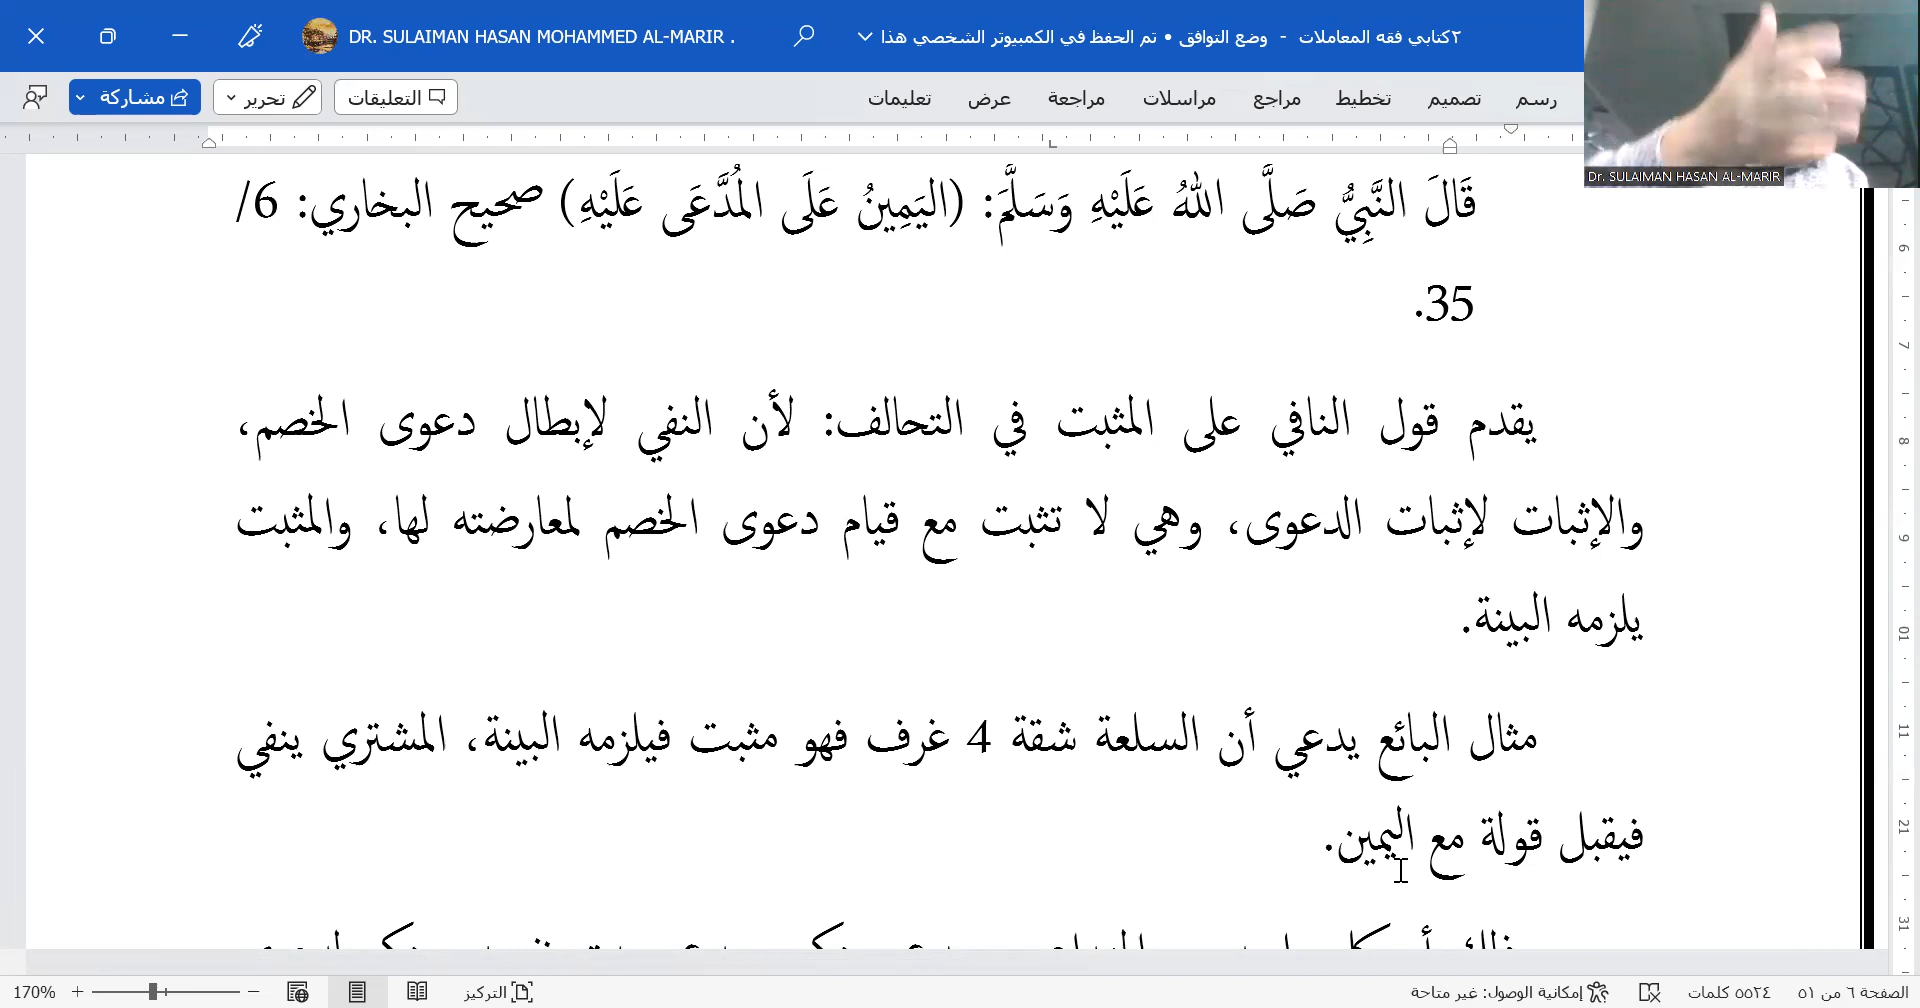 ٢كتابي فقه المعاملات - وضع التوافق • تم الحفظ في الكمبيوتر الشخصي هذا
DR. SULAIMAN HASAN MOHAMMED AL-MARIR .
رسم تصميم تخطيط مراجع مراسلات مراجعة عرض تعليمات
التعليقات تحرير مشاركة
Dr. SULAIMAN HASAN AL-MARIR
قَالَ النَّبِيُّ صَلَّى اللهُ عَلَيْهِ وَسَلَّمَ: (اليَمِينُ عَلَى المُدَّعَى عَلَيْهِ) صحيح البخاري: 6/
35.
يقدم قول النافي على المثبت في التحالف: لأن النفي لإبطال دعوى الخصم،
والإثبات لإثبات الدعوى، وهي لا تثبت مع قيام دعوى الخصم لمعارضته لها، والمثبت
يلزمه البينة.
مثال البائع يدعي أن السلعة شقة 4 غرف فهو مثبت فيلزمه البينة، المشتري ينفي
فيقبل قولة مع اليمين.
الصفحة ٦ من ٥١ ٥٥٢٤ كلمات إمكانية الوصول: غير متاحة التركيز 170%